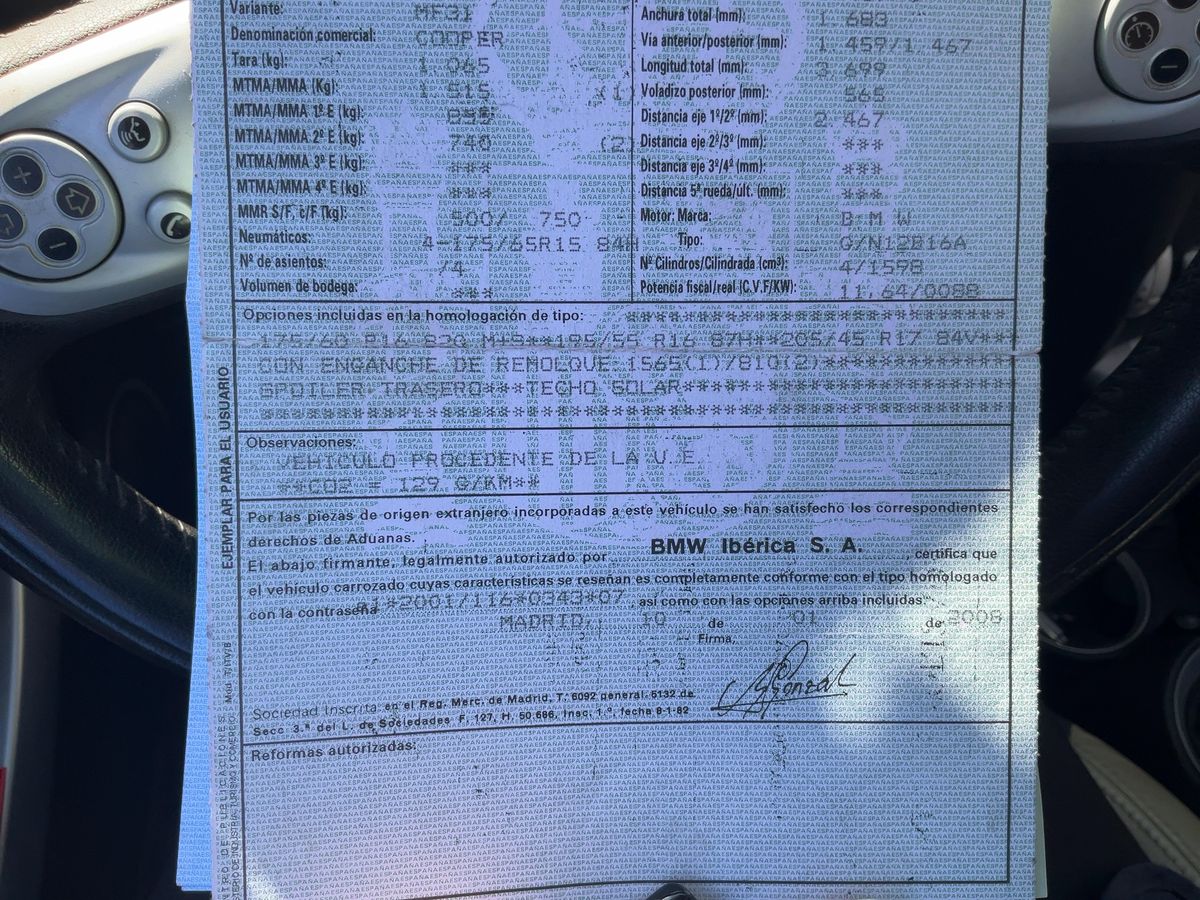 Variante: MF31
Denominación comercial: COOPER
Tara (kg): 1 065
MTMA/MMA (Kg) 1 515 (1)
MTMA/MMA 1º E (kg):
MTMA/MMA 2º E (kg): 740 (2)
MTMA/MMA 3º E (kg): ***
MTMA/MMA 4º E (kg): ***
MMR S/F, c/F Tkg): 500/ 750
Neumáticos: 4-175/65R15 84H
Nº de asientos: /4
Volumen de bodega: ***
Anchura total (mm): 1 683
Vía anterior/posterior (mm): 1 459/1 467
Longitud total (mm): 3 699
Voladizo posterior (mm): 565
Distancia eje 1º/2º (mm): 2 467
Distancia eje 2º/3º (mm): ***
Distancia eje 3º/4º (mm): ***
Distancia 5ª rueda/últ. (mm): ***
Motor: Marca: B M W
Tipo: G/N12B16A
Nº Cilindros/Cilindrada (cm³): 4/1598
Potencia fiscal/real (C.V.F/KW): 11,64/0088
Opciones incluidas en la homologación de tipo:
175/60 R16 82Q M+S**195/55 R16 87H**205/45 R17 84V***
CON ENGANCHE DE REMOLQUE 1565(1)/810(2)
SPOILER TRASERO***TECHO SOLAR
Observaciones:
VEHICULO PROCEDENTE DE LA U.E.
**CO2 = 129 G/KM**
Por las piezas de origen extranjero incorporadas a este vehículo se han satisfecho los correspondientes
derechos de Aduanas.
El abajo firmante, legalmente autorizado por BMW Ibérica S. A. , certifica que
el vehículo carrozado cuyas características se reseñan es completamente conforme con el tipo homologado
con la contraseña *2001/116*0343*07 así como con las opciones arriba incluidas.
MADRID, 10 de 01 de 2008
Firma,
Sociedad Inscrita en el Reg. Merc. de Madrid, T. 6092 general, 5132 de
Secc 3.ª del L. de Sociedades F. 127, H. 50.686, Insc. 1.ª, fecha 8-1-82
Reformas autorizadas:
EJEMPLAR PARA EL USUARIO